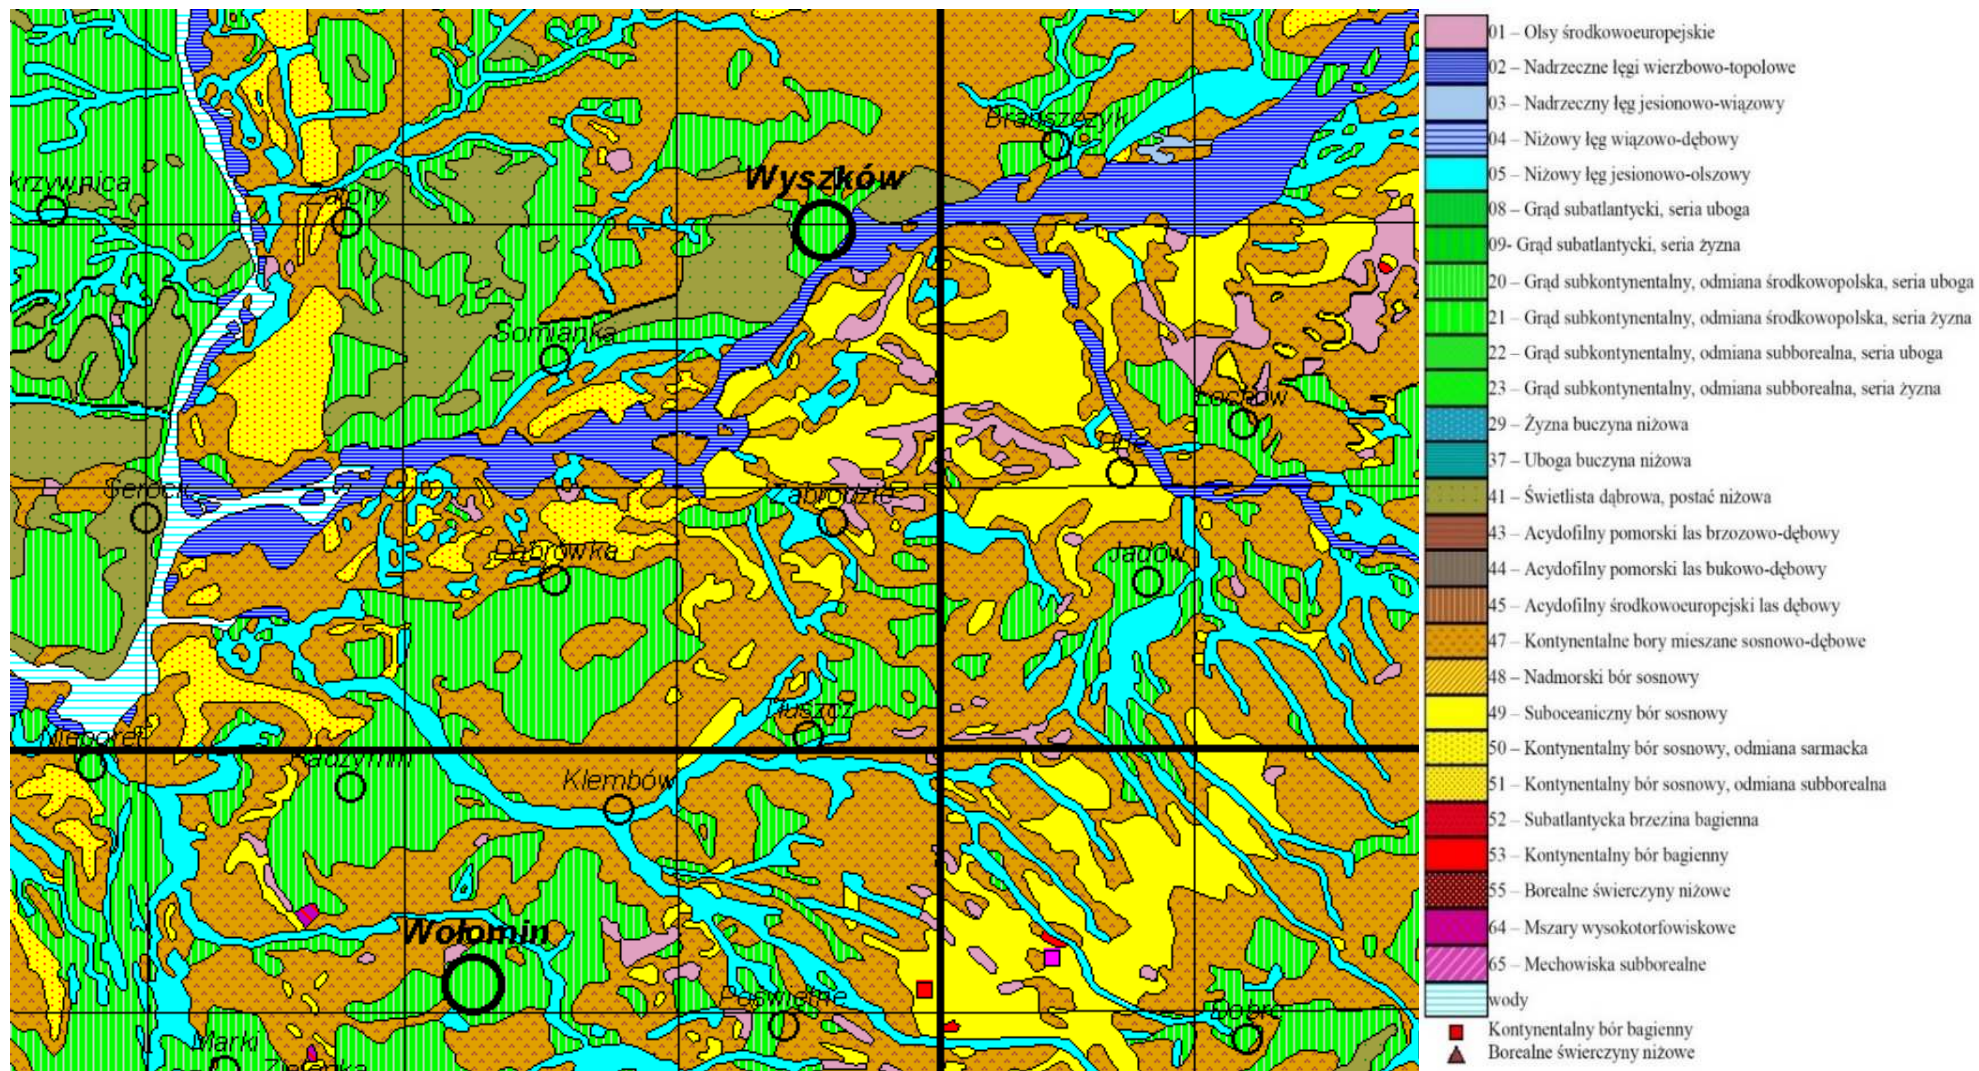 Brańszczyk
Wyszków
krzywnica
Zatory
Somianka
Łochów
Serock
Zabrodzie
Dąbrówka
Jadów
Tłuszcz
Nieporęt
Klembów
Wołomin
Poświętne
Dobre
Marki
Zielonka
01 – Olsy środkowoeuropejskie
02 – Nadrzeczne łęgi wierzbowo-topolowe
03 – Nadrzeczny łęg jesionowo-wiązowy
04 – Niżowy łęg wiązowo-dębowy
05 – Niżowy łęg jesionowo-olszowy
08 – Grąd subatlantycki, seria uboga
09- Grąd subatlantycki, seria żyzna
20 – Grąd subkontynentalny, odmiana środkowopolska, seria uboga
21 – Grąd subkontynentalny, odmiana środkowopolska, seria żyzna
22 – Grąd subkontynentalny, odmiana subborealna, seria uboga
23 – Grąd subkontynentalny, odmiana subborealna, seria żyzna
29 – Żyzna buczyna niżowa
37 – Uboga buczyna niżowa
41 – Świetlista dąbrowa, postać niżowa
43 – Acydofilny pomorski las brzozowo-dębowy
44 – Acydofilny pomorski las bukowo-dębowy
45 – Acydofilny środkowoeuropejski las dębowy
47 – Kontynentalne bory mieszane sosnowo-dębowe
48 – Nadmorski bór sosnowy
49 – Suboceaniczny bór sosnowy
50 – Kontynentalny bór sosnowy, odmiana sarmacka
51 – Kontynentalny bór sosnowy, odmiana subborealna
52 – Subatlantycka brzezina bagienna
53 – Kontynentalny bór bagienny
55 – Borealne świerczyny niżowe
64 – Mszary wysokotorfowiskowe
65 – Mechowiska subborealne
wody
Kontynentalny bór bagienny
Borealne świerczyny niżowe